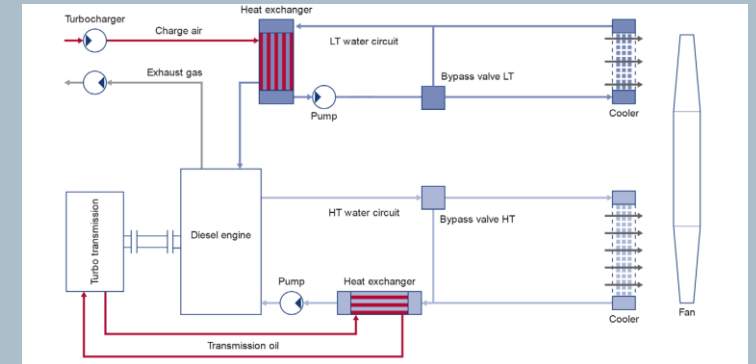 Heat exchanger
Turbocharger
Charge air
LT water circuit
Exhaust gas
Bypass valve LT
Pump
Cooler
HT water circuit
Bypass valve HT
Diesel engine
Turbo transmission
Pump
Heat exchanger
Cooler
Fan
Transmission oil